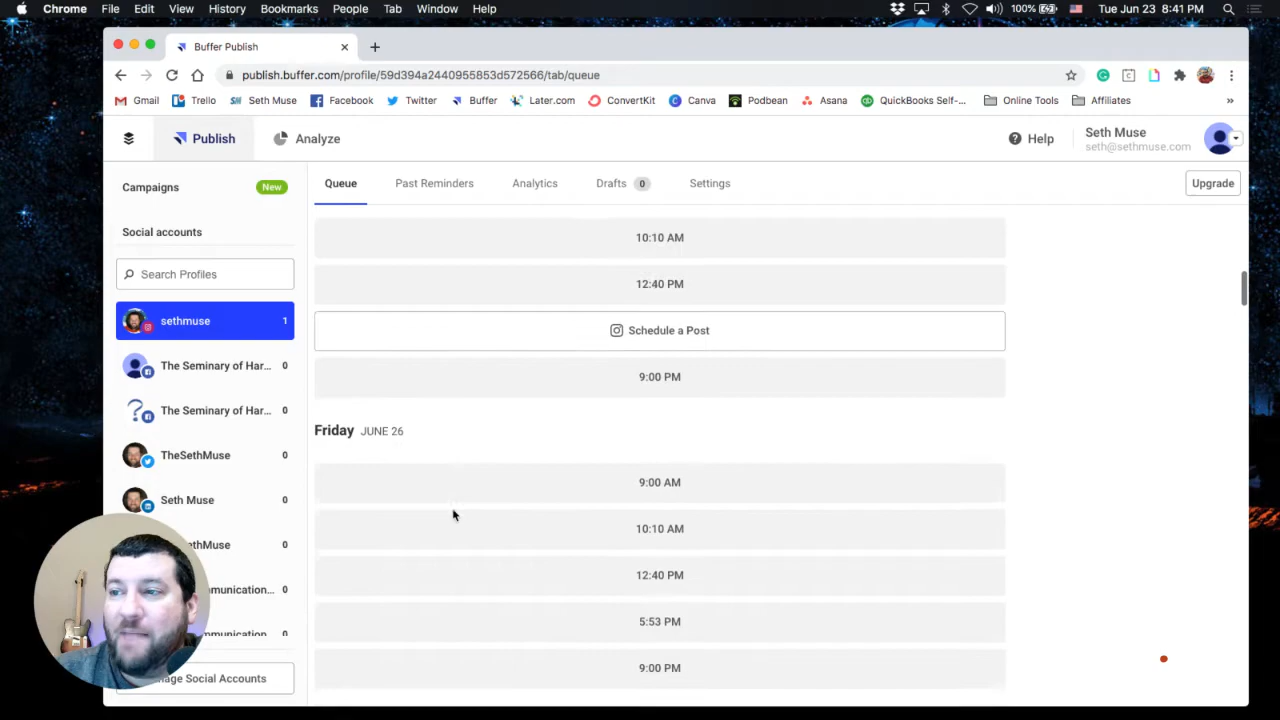 Chrome File Edit View History Bookmarks People Tab Window Help 100% Tue Jun 23 8:41 PM
Buffer Publish
publish.buffer.com/profile/59d394a2440955853d572566/tab/queue
Gmail Trello Seth Muse Facebook Twitter Buffer Later.com ConvertKit Canva Podbean Asana QuickBooks Self-... Online Tools Affiliates »
Publish Analyze Help Seth Muse
seth@sethmuse.com
Campaigns New
Queue Past Reminders Analytics Drafts 0 Settings Upgrade
Social accounts
Search Profiles
sethmuse 1
The Seminary of Har... 0
The Seminary of Har... 0
TheSethMuse 0
Seth Muse 0
ethMuse 0
mmunication... 0
mmunication 0
age Social Accounts
10:10 AM
12:40 PM
Schedule a Post
9:00 PM
Friday JUNE 26
9:00 AM
10:10 AM
12:40 PM
5:53 PM
9:00 PM